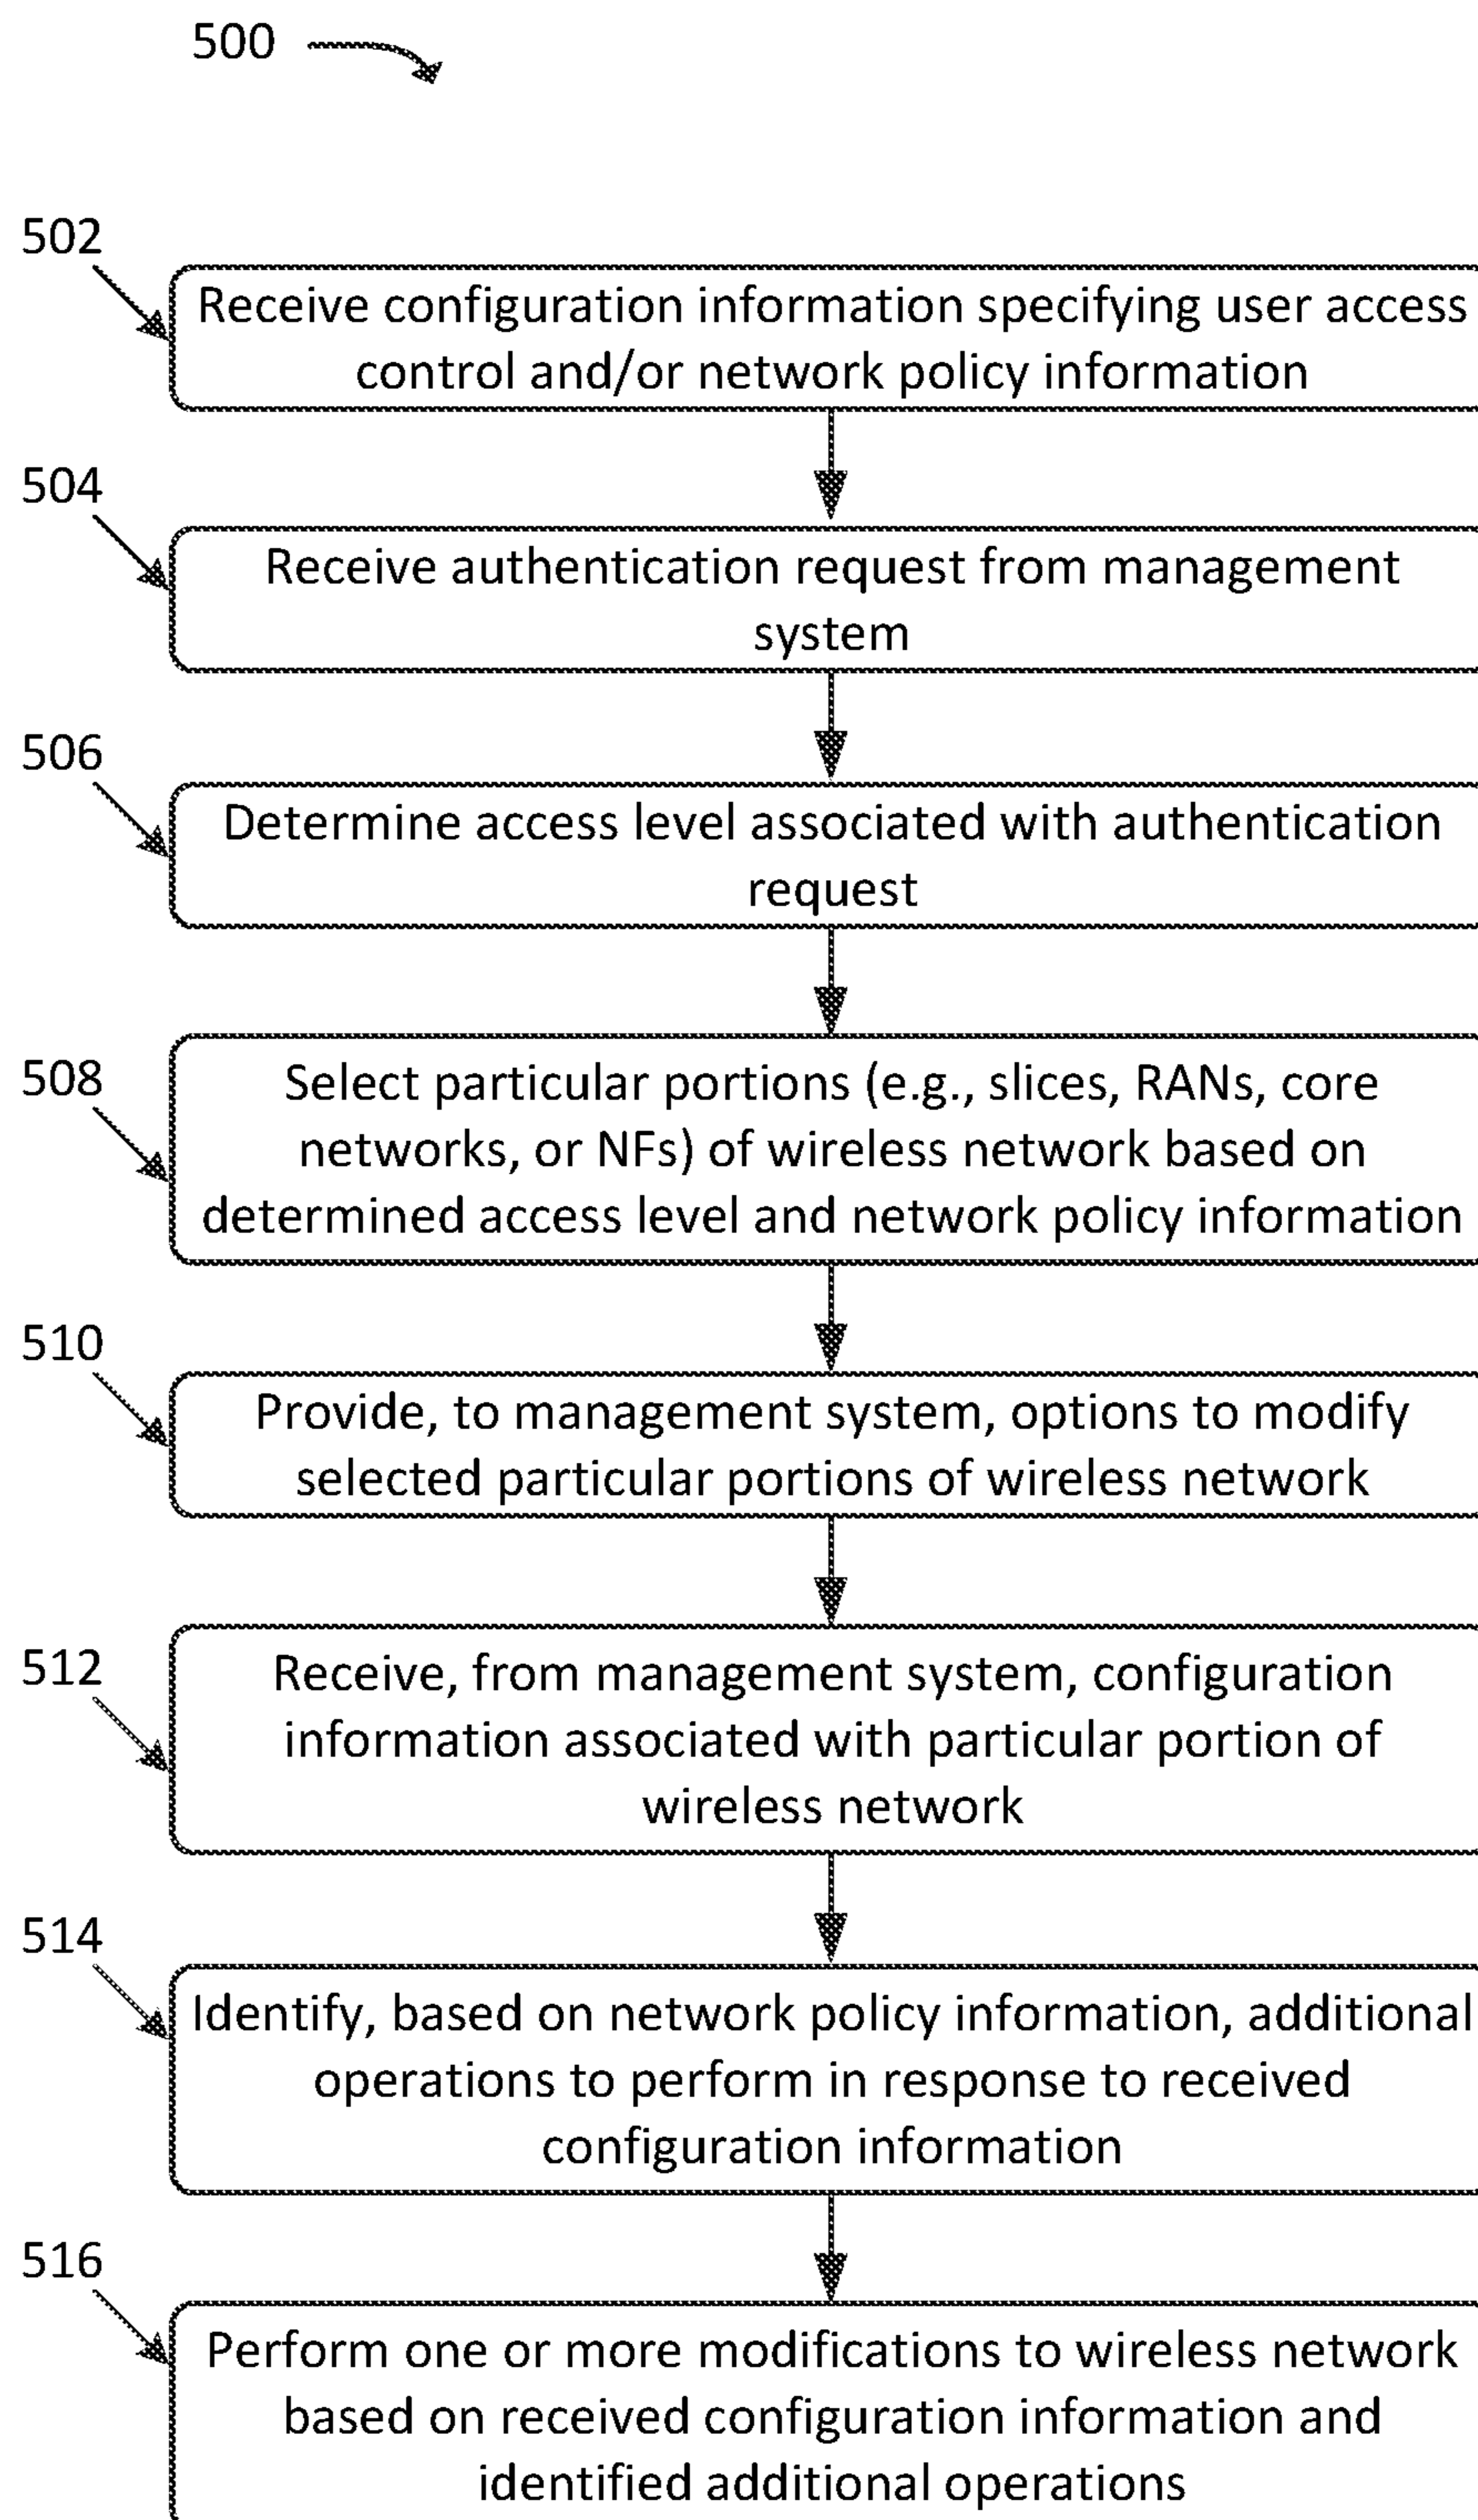 500
502
Receive configuration information specifying user access
control and/or network policy information
504
Receive authentication request from management
system
506
Determine access level associated with authentication
request
508
Select particular portions (e.g., slices, RANs, core
networks, or NFs) of wireless network based on
determined access level and network policy information
510
Provide, to management system, options to modify
selected particular portions of wireless network
512
Receive, from management system, configuration
information associated with particular portion of
wireless network
514
Identify, based on network policy information, additional
operations to perform in response to received
configuration information
516
Perform one or more modifications to wireless network
based on received configuration information and
identified additional operations